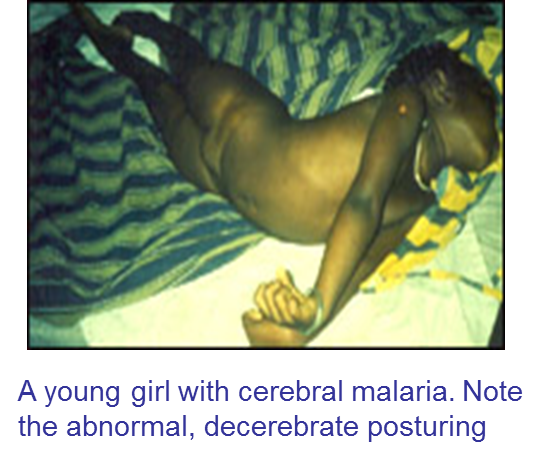 A young girl with cerebral malaria. Note
the abnormal, decerebrate posturing